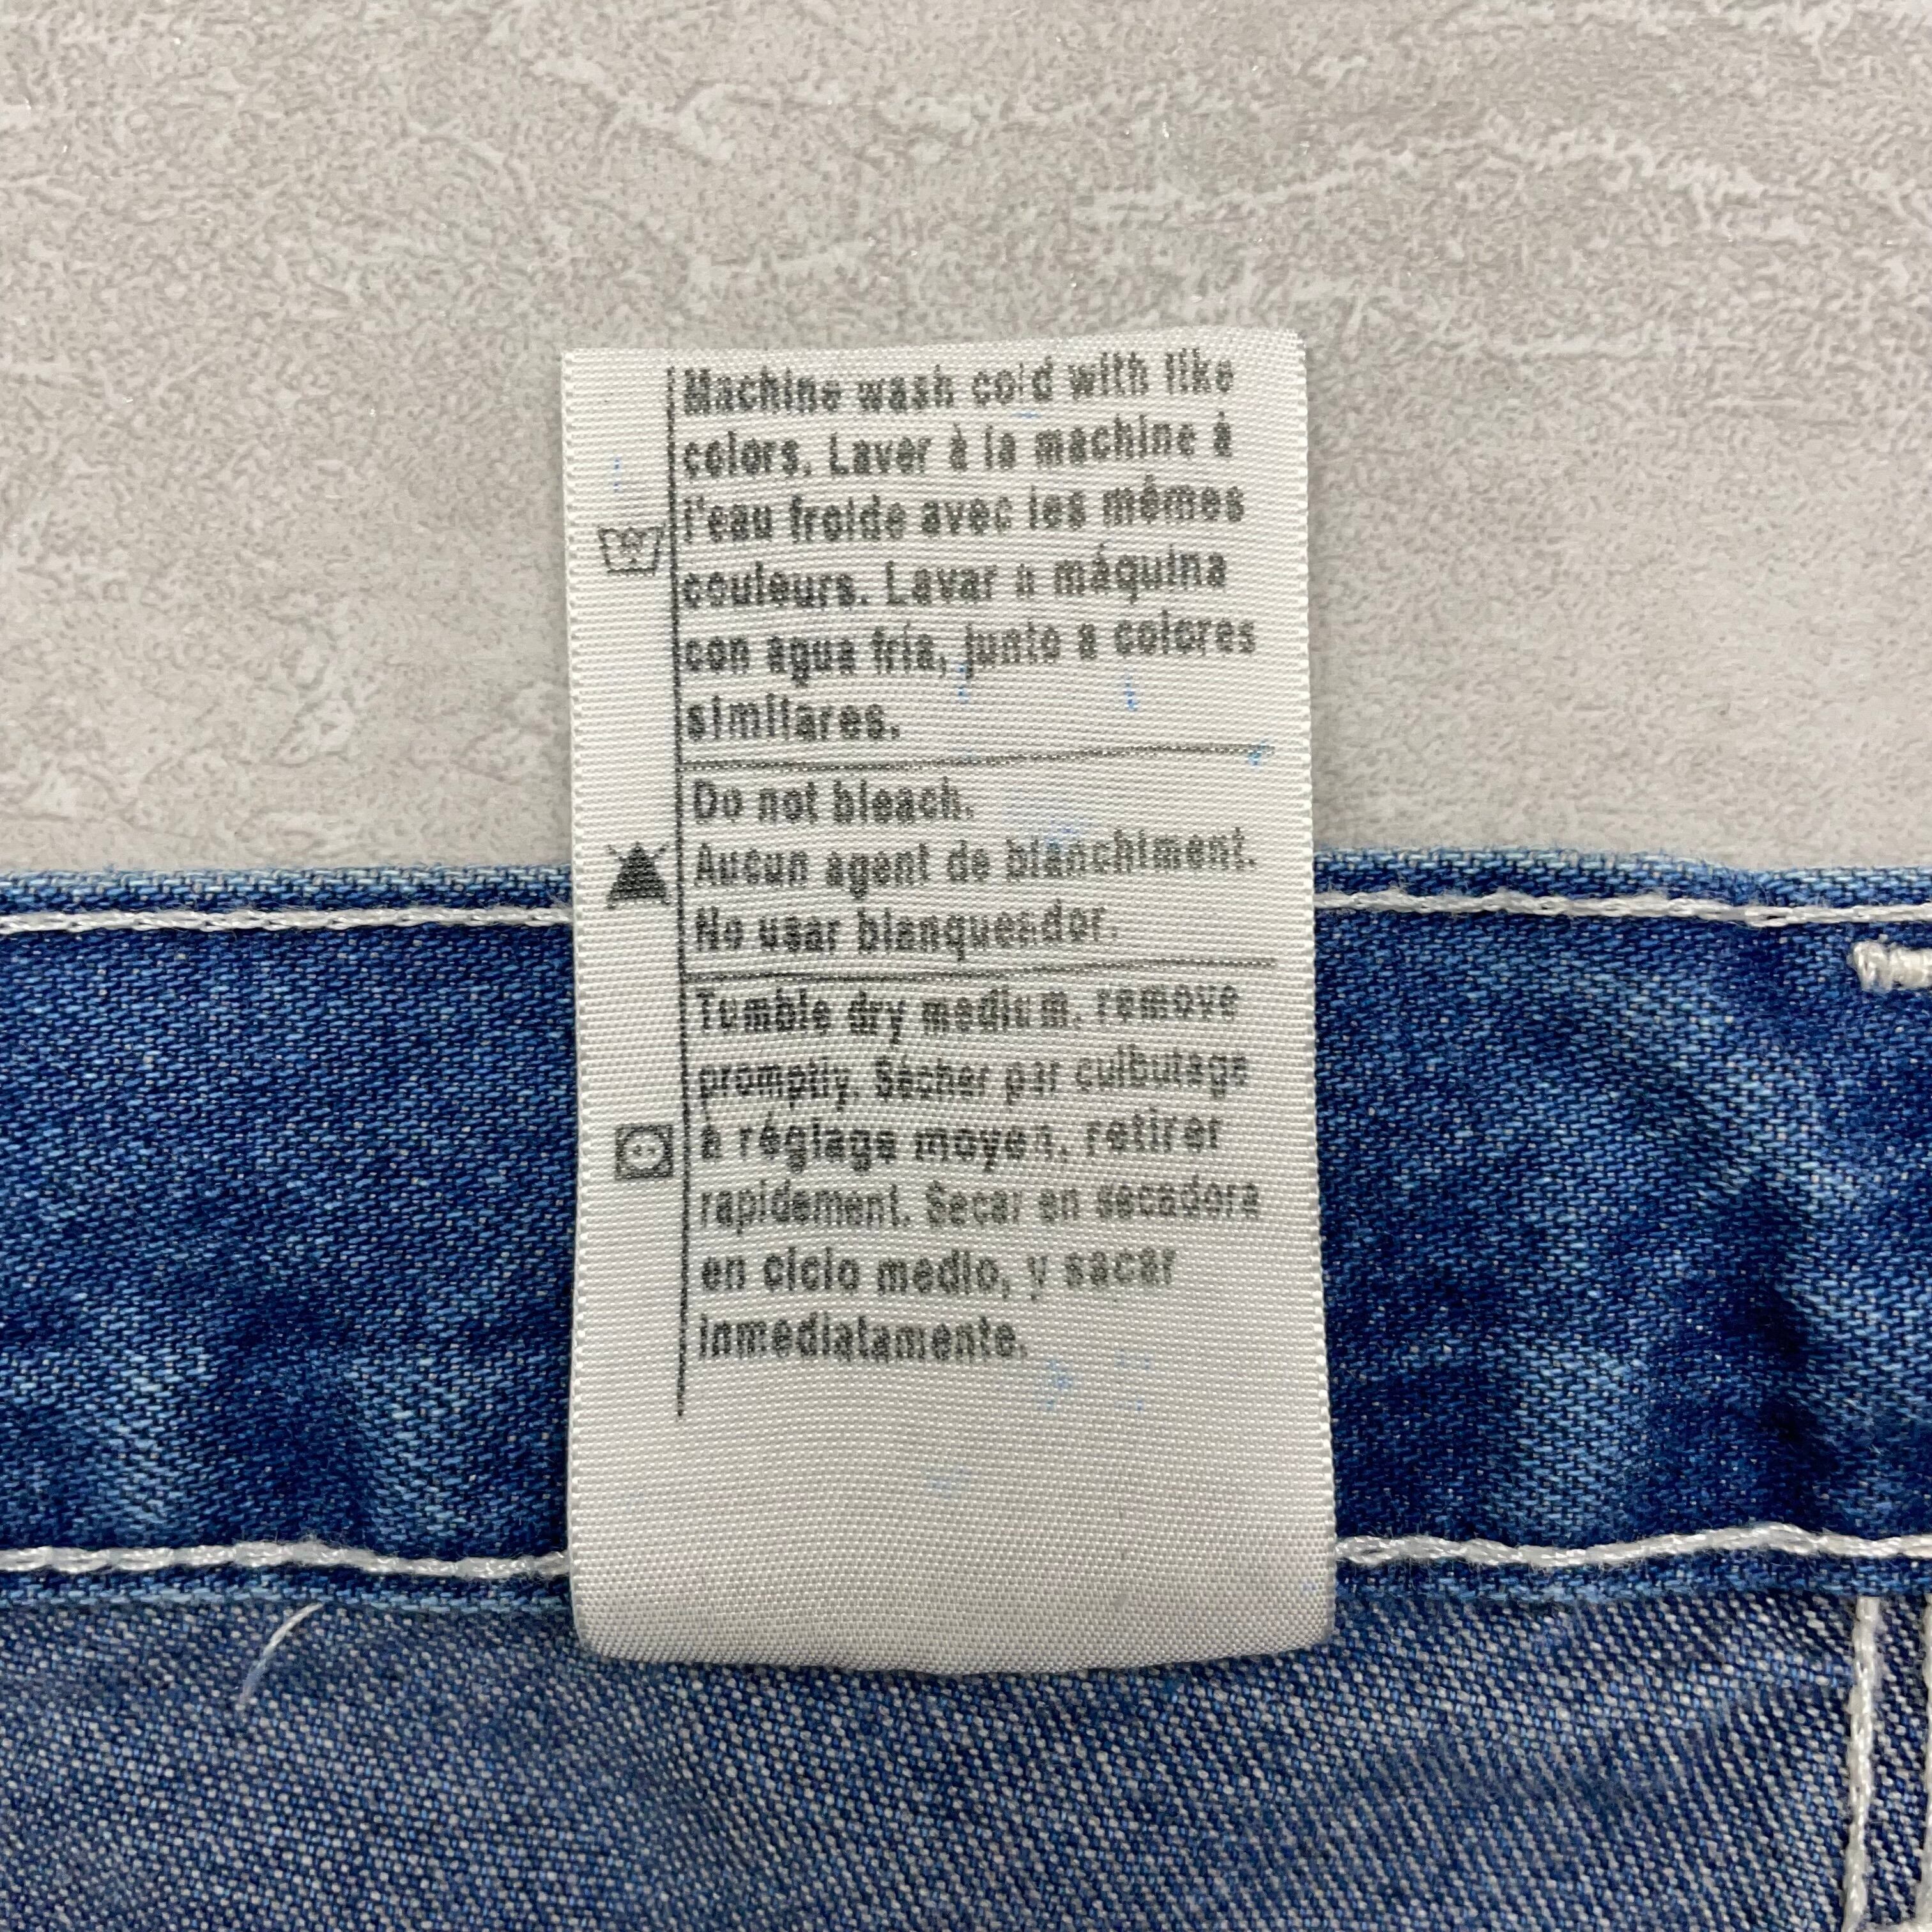 Machine wash cold with like
colors. Laver à la machine à
l'eau froide avec les mêmes
couleurs. Lavar a máquina
con agua fría, junto a colores
similares.
Do not bleach.
Aucun agent de blanchiment.
No usar blanqueador.
Tumble dry medium, remove
promptly. Sécher par culbutage
à réglage moyen, retirer
rapidement. Secar en secadora
en ciclo medio, y sacar
inmediatamente.